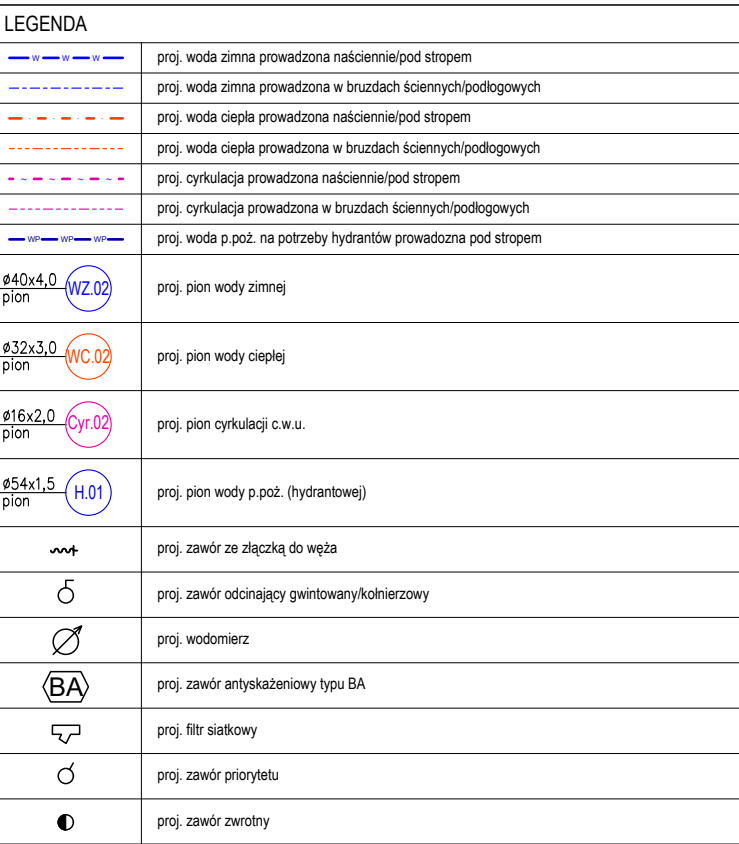 LEGENDA
W W W proj. woda zimna prowadzona naściennie/pod stropem
proj. woda zimna prowadzona w bruzdach ściennych/podłogowych
proj. woda ciepła prowadzona naściennie/pod stropem
proj. woda ciepła prowadzona w bruzdach ściennych/podłogowych
proj. cyrkulacja prowadzona naściennie/pod stropem
proj. cyrkulacja prowadzona w bruzdach ściennych/podłogowych
WP WP WP proj. woda p.poż. na potrzeby hydrantów prowadozna pod stropem
ø40x4,0
pion
WZ.02
proj. pion wody zimnej
ø32x3,0
pion
WC.02
proj. pion wody ciepłej
ø16x2,0
pion
Cyr.02
proj. pion cyrkulacji c.w.u.
ø54x1,5
pion
H.01
proj. pion wody p.poż. (hydrantowej)
proj. zawór ze złączką do węża
proj. zawór odcinający gwintowany/kołnierzowy
proj. wodomierz
BA proj. zawór antyskażeniowy typu BA
proj. filtr siatkowy
proj. zawór priorytetu
proj. zawór zwrotny